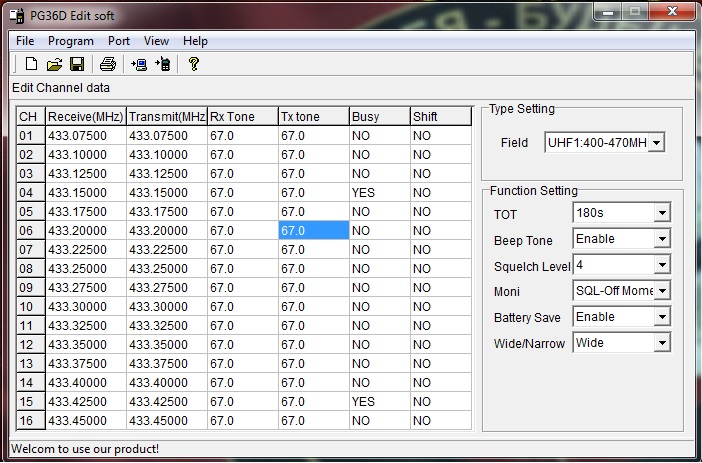 PG36D Edit soft
File Program Port View Help
Edit Channel data
CH Receive(MHz) Transmit(MHz Rx Tone Tx tone Busy Shift
01 433.07500 433.07500 67.0 67.0 NO NO
02 433.10000 433.10000 67.0 67.0 NO NO
03 433.12500 433.12500 67.0 67.0 NO NO
04 433.15000 433.15000 67.0 67.0 YES NO
05 433.17500 433.17500 67.0 67.0 NO NO
06 433.20000 433.20000 67.0 67.0 NO NO
07 433.22500 433.22500 67.0 67.0 NO NO
08 433.25000 433.25000 67.0 67.0 NO NO
09 433.27500 433.27500 67.0 67.0 NO NO
10 433.30000 433.30000 67.0 67.0 NO NO
11 433.32500 433.32500 67.0 67.0 NO NO
12 433.35000 433.35000 67.0 67.0 NO NO
13 433.37500 433.37500 67.0 67.0 NO NO
14 433.40000 433.40000 67.0 67.0 NO NO
15 433.42500 433.42500 67.0 67.0 YES NO
16 433.45000 433.45000 67.0 67.0 NO NO
Type Setting
Field UHF1:400-470MH
Function Setting
TOT 180s
Beep Tone Enable
Squelch Level 4
Moni SQL-Off Mome
Battery Save Enable
Wide/Narrow Wide
Welcom to use our product!